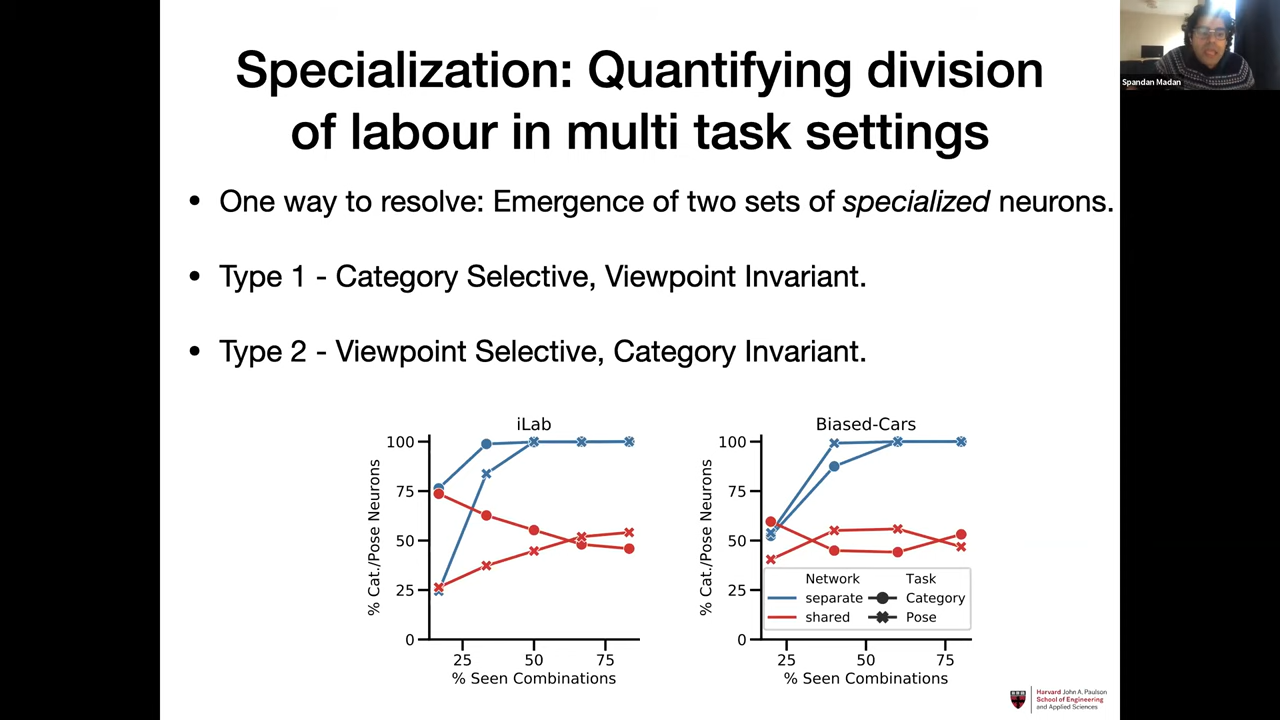 Specialization: Quantifying division
of labour in multi task settings
Spandan Madan
• One way to resolve: Emergence of two sets of specialized neurons.
• Type 1 - Category Selective, Viewpoint Invariant.
• Type 2 - Viewpoint Selective, Category Invariant.
iLab
% Cat./Pose Neurons
100
75
50
25
0
25 50 75
% Seen Combinations
Biased-Cars
% Cat./Pose Neurons
100
75
50
25
0
Network Task
separate Category
shared Pose
25 50 75
% Seen Combinations
Harvard John A. Paulson
School of Engineering
and Applied Sciences